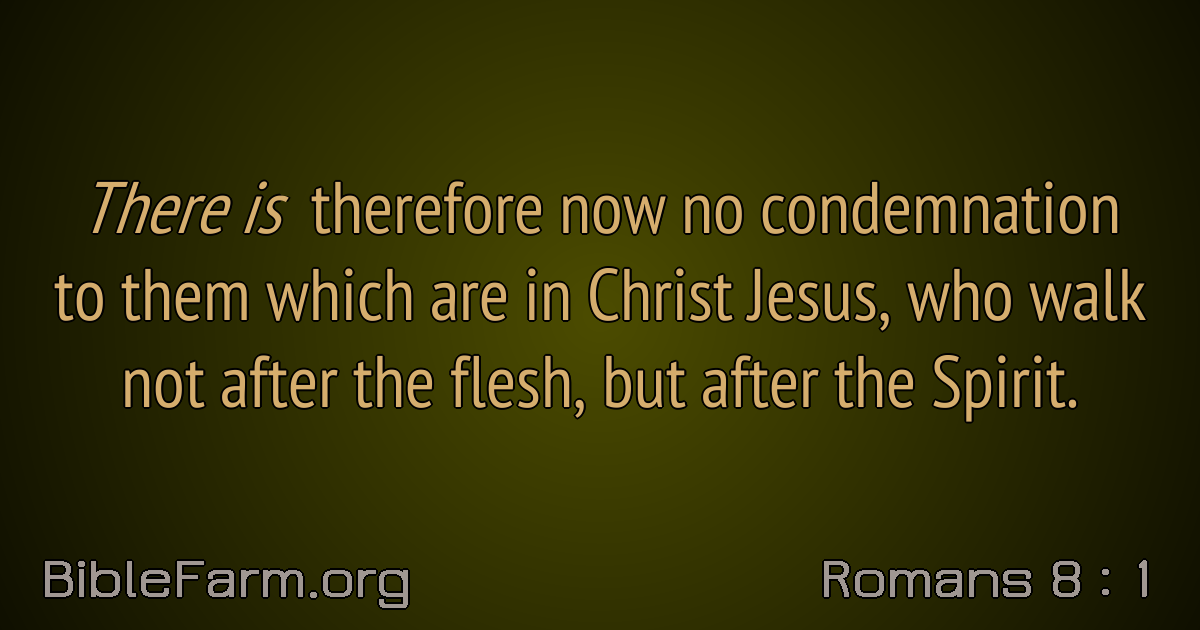 There is therefore now no condemnation
to them which are in Christ Jesus, who walk
not after the flesh, but after the Spirit.
BibleFarm.org
Romans 8 : 1